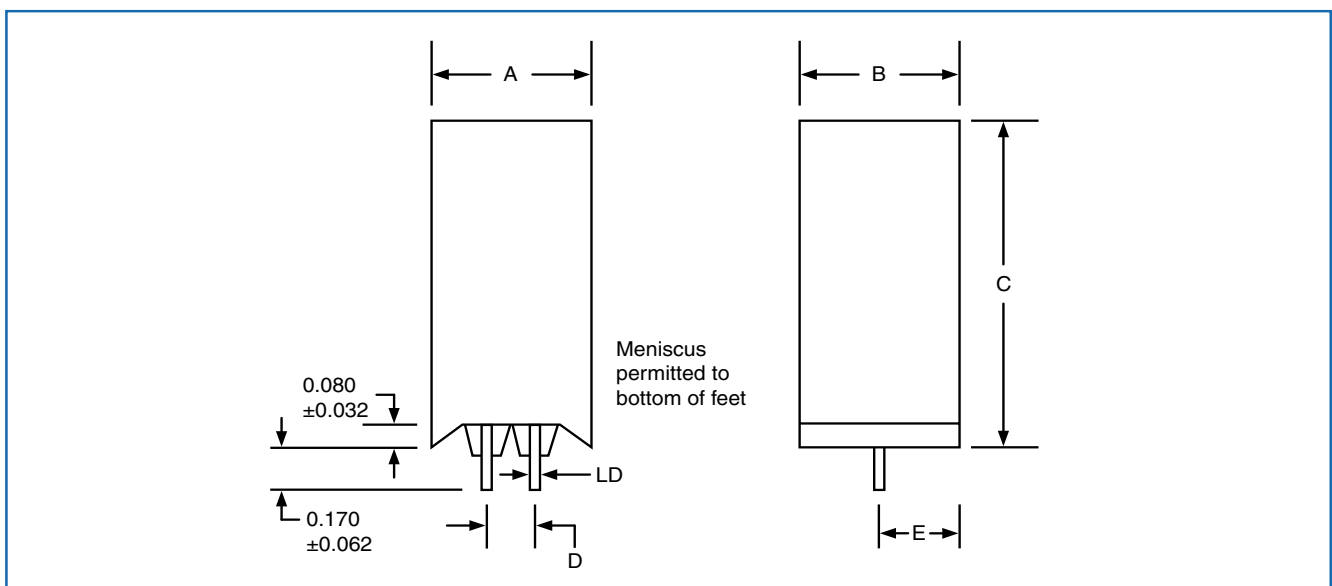 A
B
C
Meniscus
permitted to
bottom of feet
0.080
±0.032
LD
0.170
±0.062
D
E